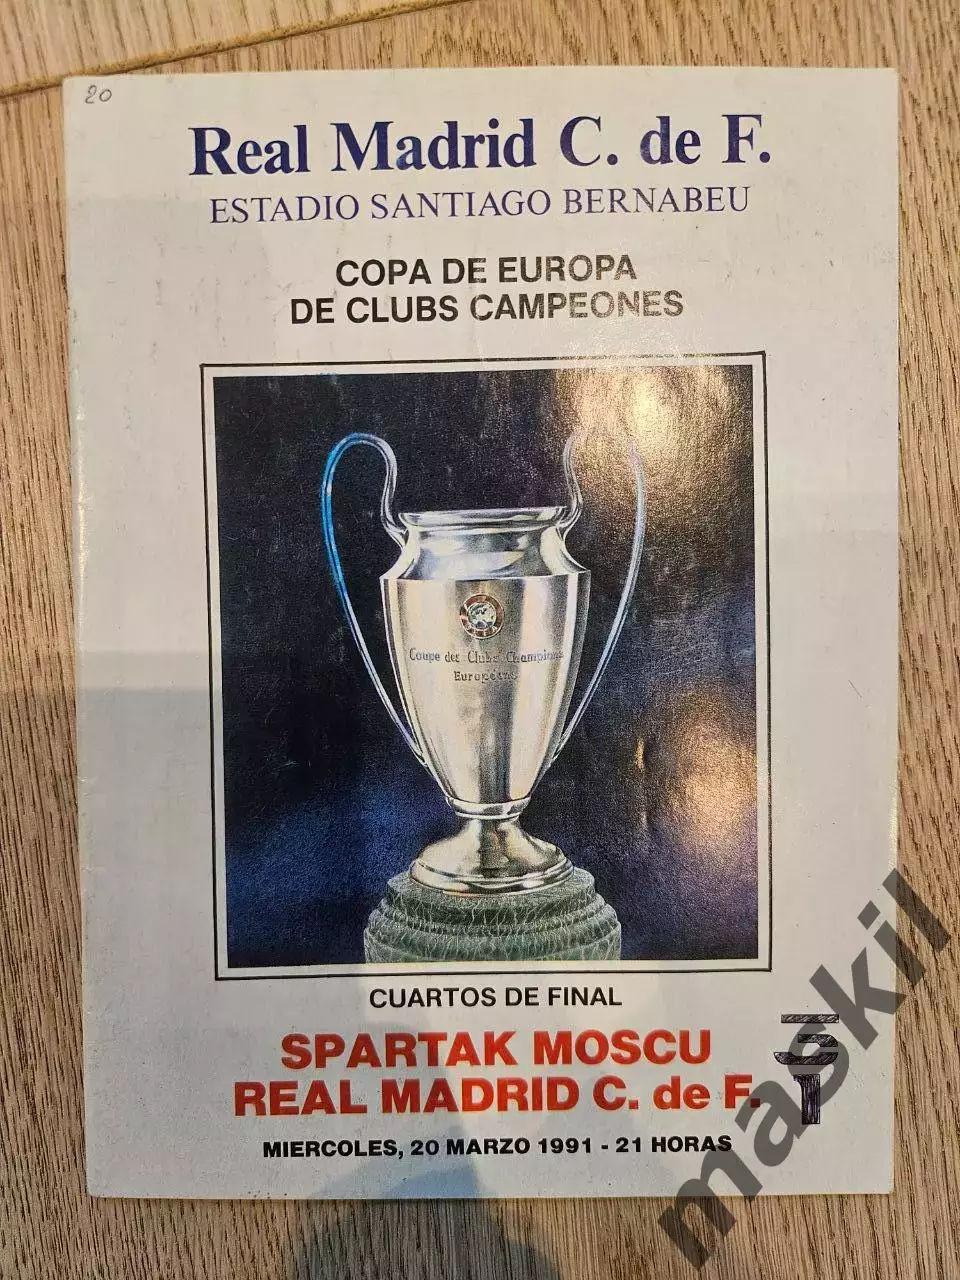 20
Real Madrid C. de F.
ESTADIO SANTIAGO BERNABEU
COPA DE EUROPA
DE CLUBS CAMPEONES
Coupe des Clubs Champions
Européens
CUARTOS DE FINAL
SPARTAK MOSCU
REAL MADRID C. de F.
MIERCOLES, 20 MARZO 1991 - 21 HORAS
maskil